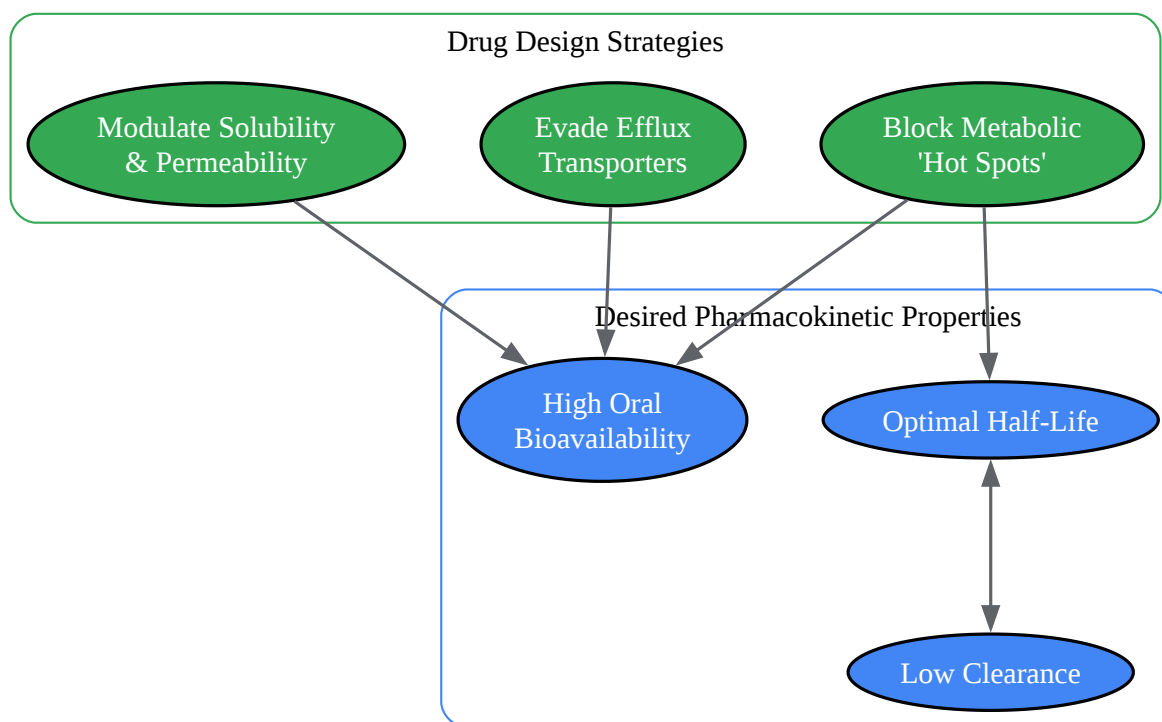 Drug Design Strategies
Modulate Solubility
& Permeability
Evade Efflux
Transporters
Block Metabolic
'Hot Spots'
Desired Pharmacokinetic Properties
High Oral
Bioavailability
Optimal Half-Life
Low Clearance